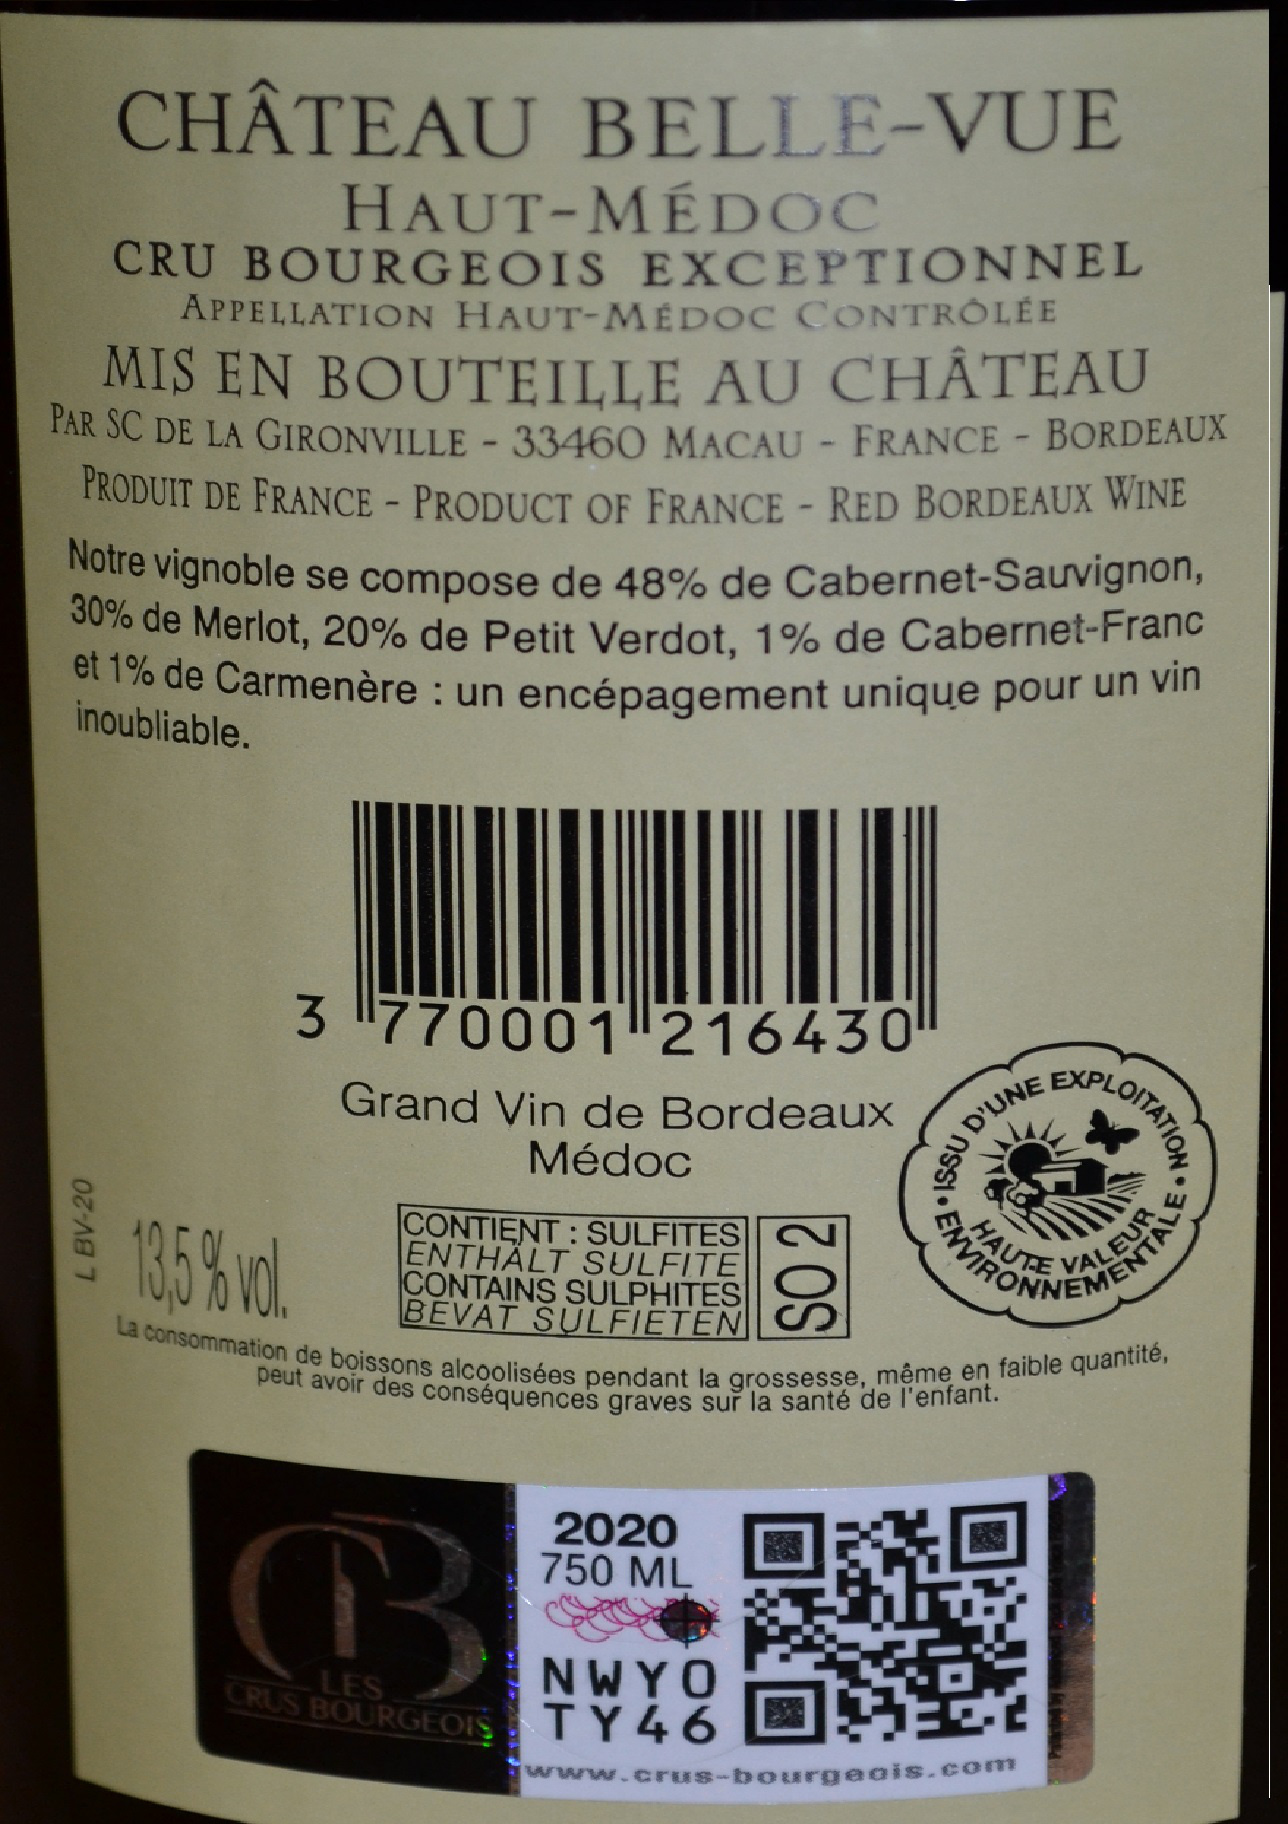 CHÂTEAU BELLE-VUE
HAUT-MÉDOC
CRU BOURGEOIS EXCEPTIONNEL
APPELLATION HAUT-MÉDOC CONTRÔLÉE
MIS EN BOUTEILLE AU CHÂTEAU
PAR SC DE LA GIRONVILLE - 33460 MACAU - FRANCE - BORDEAUX
PRODUIT DE FRANCE - PRODUCT OF FRANCE - RED BORDEAUX WINE
Notre vignoble se compose de 48% de Cabernet-Sauvignon,
30% de Merlot, 20% de Petit Verdot, 1% de Cabernet-Franc
et 1% de Carmenère : un encépagement unique pour un vin
inoubliable.
3 770001 216430
Grand Vin de Bordeaux
Médoc
• ISSU D'UNE EXPLOITATION •
HAUTE VALEUR
ENVIRONNEMENTALE
L BV-20
13,5 % vol.
CONTIENT : SULFITES
ENTHÄLT SULFITE
CONTAINS SULPHITES
BEVAT SULFIETEN
SO2
La consommation de boissons alcoolisées pendant la grossesse, même en faible quantité,
peut avoir des conséquences graves sur la santé de l'enfant.
CB
LES
CRUS BOURGEOIS
2020
750 ML
NWYO
TY46
www.crus-bourgeois.com